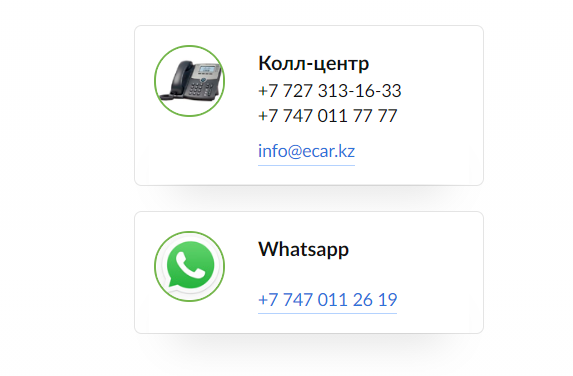 Колл-центр
+7 727 313-16-33
+7 747 011 77 77
info@ecar.kz
Whatsapp
+7 747 011 26 19